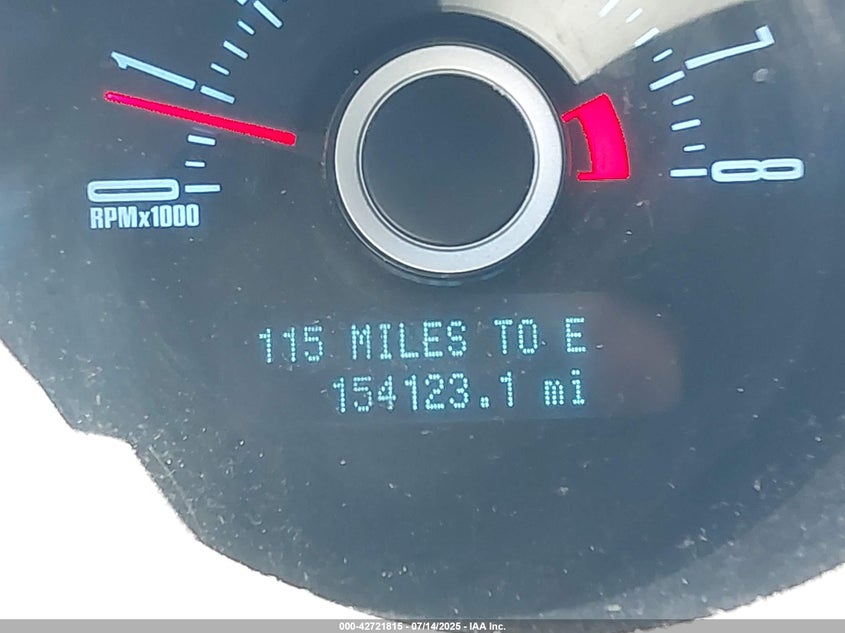 1
7
0
8
RPMx1000
115 MILES TO E
154123.1 mi
000-42721815 - 07/14/2025 - IAA Inc.